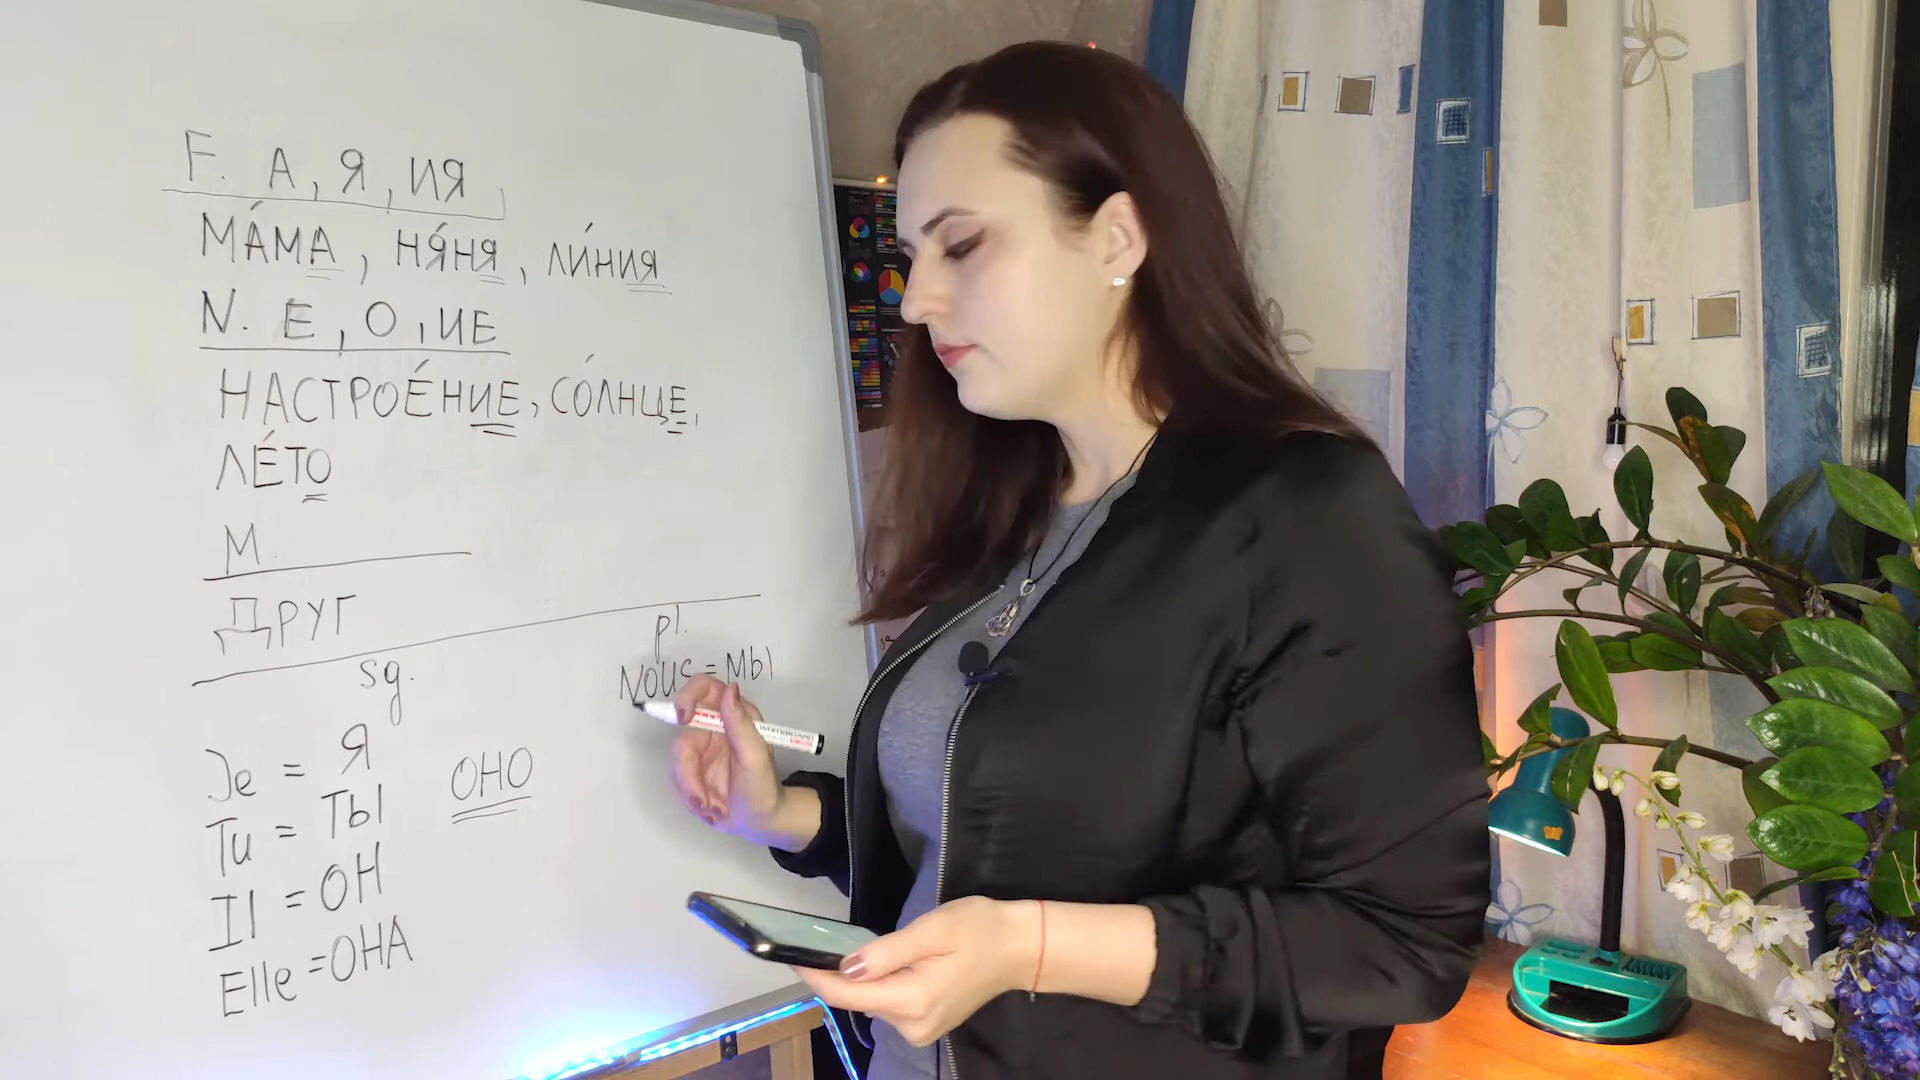 F. А, Я, ИЯ
МА́МА, НЯ́НЯ, ЛИ́НИЯ
N. Е, О, ИЕ
НАСТРОЕ́НИЕ, СО́ЛНЦЕ,
ЛЕ́ТО
М.
ДРУГ
sg.
Je = Я
Tu = ТЫ
Il = ОН
Elle = ОНА
ОНО
pl.
Nous = МЫ
WHITEBOARD